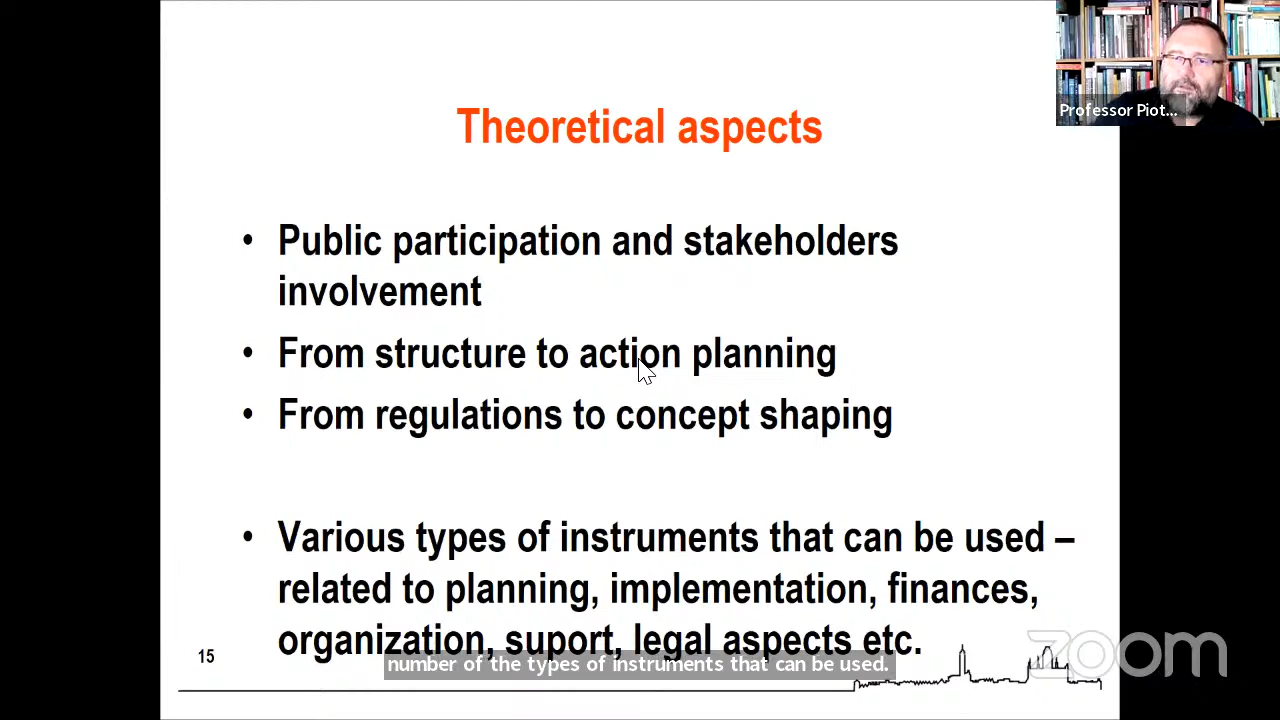 Theoretical aspects
Professor Piot...
• Public participation and stakeholders
involvement
• From structure to action planning
• From regulations to concept shaping
• Various types of instruments that can be used –
related to planning, implementation, finances,
organization, suport, legal aspects etc.
number of the types of instruments that can be used.
15
zoom